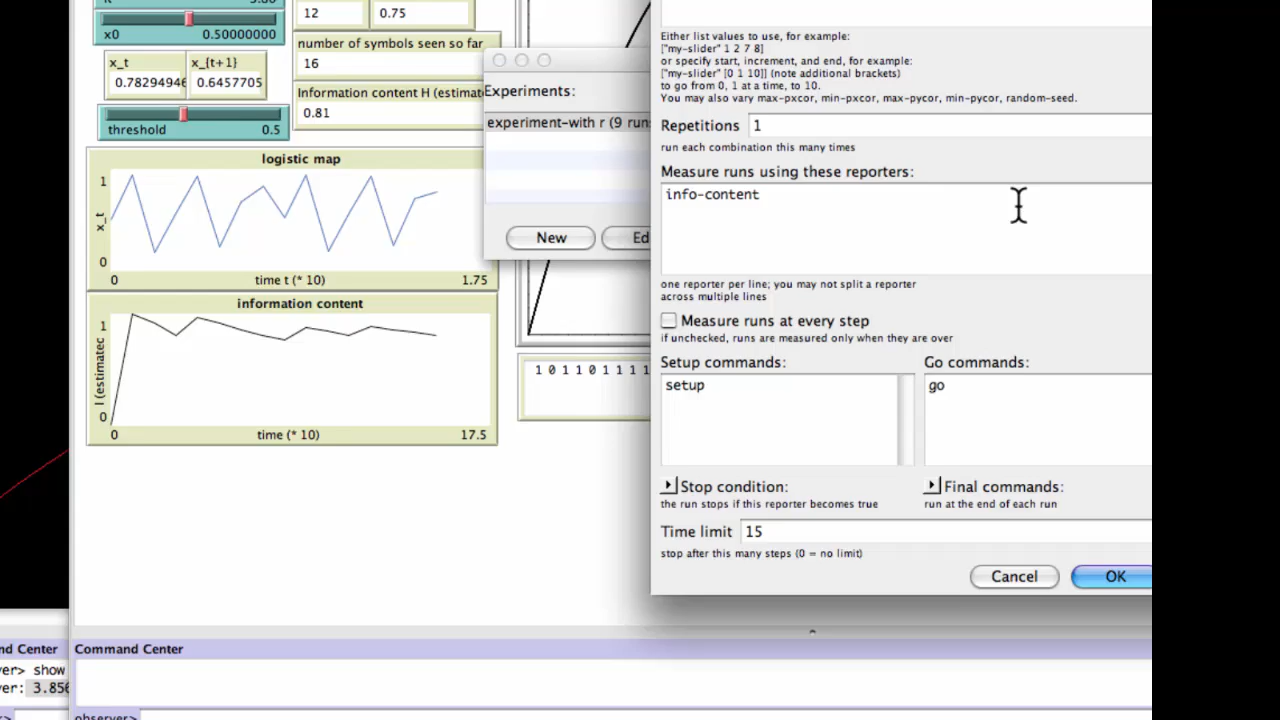 x0 0.50000000
12
0.75
number of symbols seen so far
16
x_t
x_{t+1}
0.7829494
0.6457705
Information content H (estimate
0.81
threshold 0.5
logistic map
1
x_t
0
0
time t (* 10)
1.75
information content
1
I (estimatec
0
0
time (* 10)
17.5
Experiments:
experiment-with r (9 run
New
Ed
1 0 1 1 0 1 1 1 1
Either list values to use, for example:
["my-slider" 1 2 7 8]
or specify start, increment, and end, for example:
["my-slider" [0 1 10]] (note additional brackets)
to go from 0, 1 at a time, to 10.
You may also vary max-pxcor, min-pxcor, max-pycor, min-pycor, random-seed.
Repetitions 1
run each combination this many times
Measure runs using these reporters:
info-content
one reporter per line; you may not split a reporter
across multiple lines
Measure runs at every step
if unchecked, runs are measured only when they are over
Setup commands:
setup
Go commands:
go
Stop condition:
the run stops if this reporter becomes true
Final commands:
run at the end of each run
Time limit 15
stop after this many steps (0 = no limit)
Cancel
OK
nd Center
ver> show
ver: 3.856
Command Center
observer>